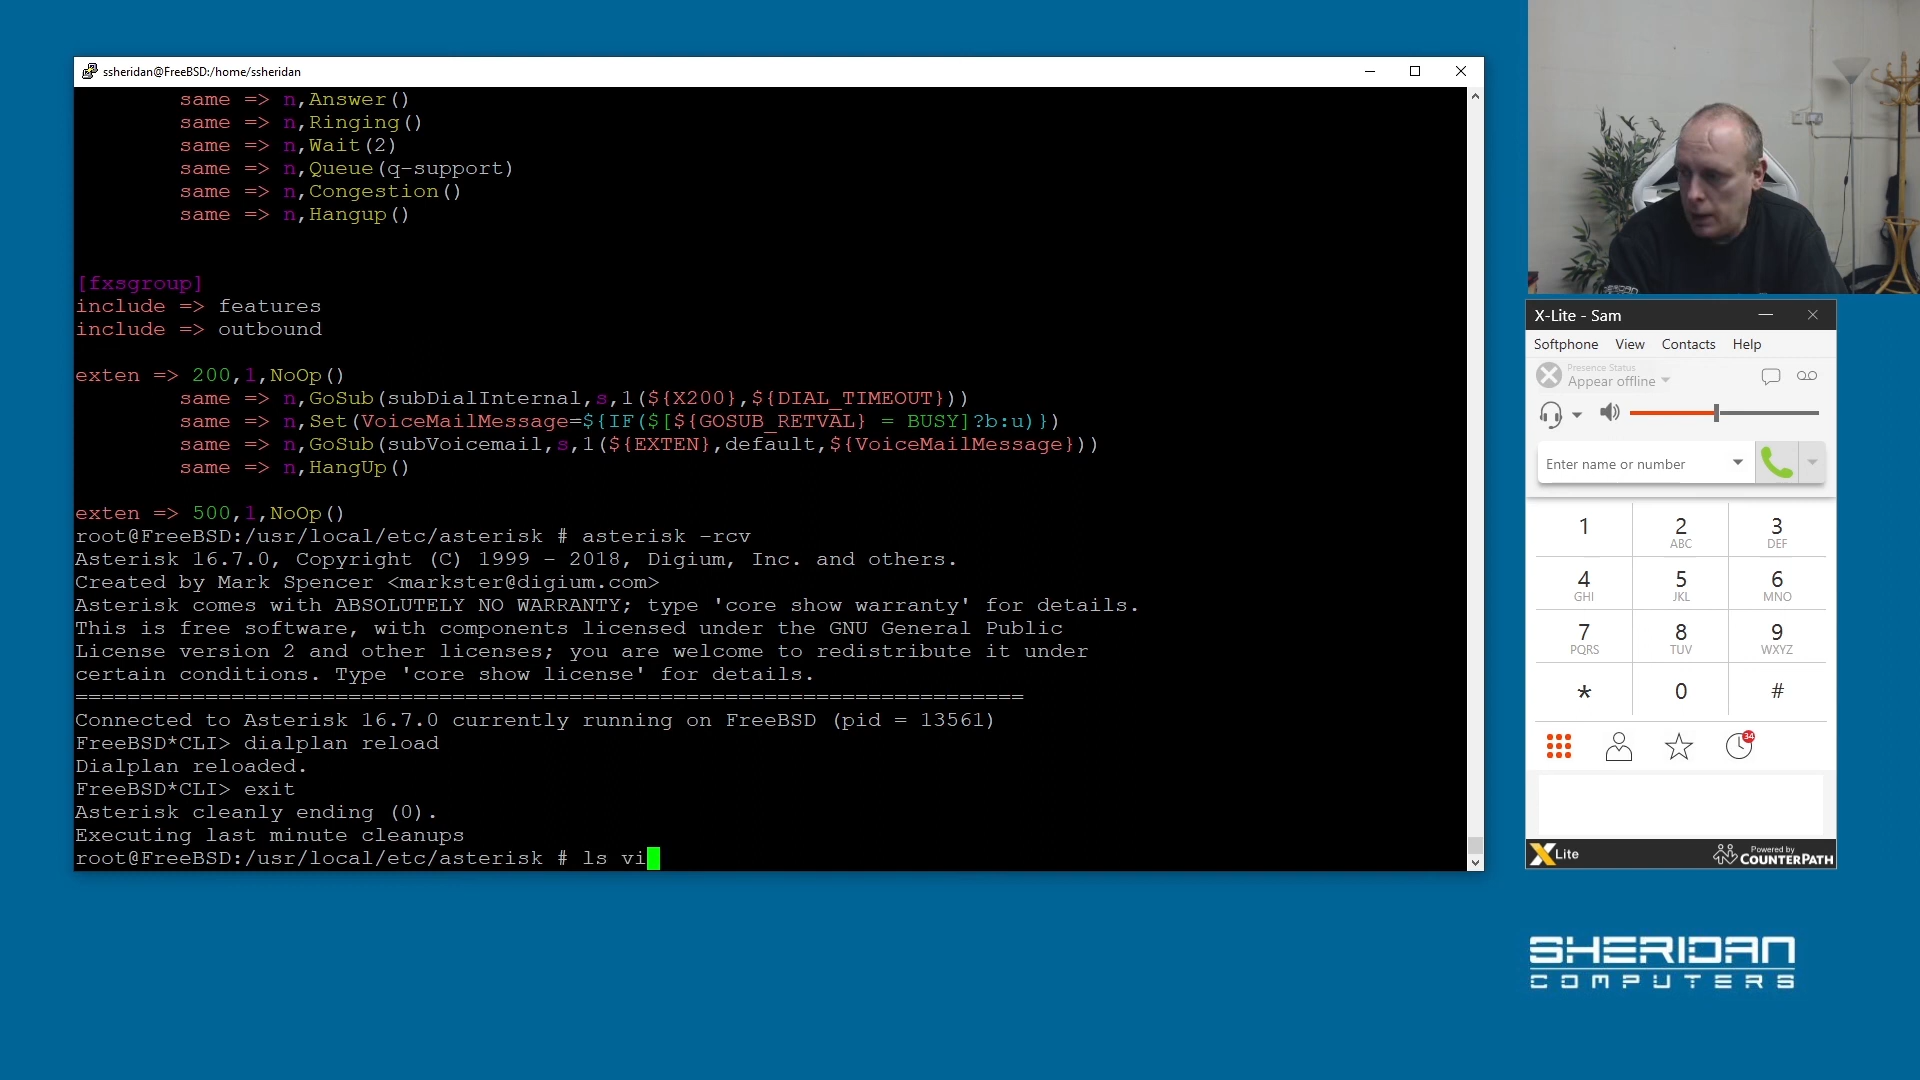 ssheridan@FreeBSD:/home/ssheridan
same => n,Answer()
same => n,Ringing()
same => n,Wait(2)
same => n,Queue(q-support)
same => n,Congestion()
same => n,Hangup()
[fxsgroup]
include => features
include => outbound
exten => 200,1,NoOp()
same => n,GoSub(subDialInternal,s,1(${X200},${DIAL_TIMEOUT}))
same => n,Set(VoiceMailMessage=${IF($[${GOSUB_RETVAL} = BUSY]?b:u)})
same => n,GoSub(subVoicemail,s,1(${EXTEN},default,${VoiceMailMessage}))
same => n,HangUp()
exten => 500,1,NoOp()
root@FreeBSD:/usr/local/etc/asterisk # asterisk -rcv
Asterisk 16.7.0, Copyright (C) 1999 - 2018, Digium, Inc. and others.
Created by Mark Spencer <markster@digium.com>
Asterisk comes with ABSOLUTELY NO WARRANTY; type 'core show warranty' for details.
This is free software, with components licensed under the GNU General Public
License version 2 and other licenses; you are welcome to redistribute it under
certain conditions. Type 'core show license' for details.
=========================================================================
Connected to Asterisk 16.7.0 currently running on FreeBSD (pid = 13561)
FreeBSD*CLI> dialplan reload
Dialplan reloaded.
FreeBSD*CLI> exit
Asterisk cleanly ending (0).
Executing last minute cleanups
root@FreeBSD:/usr/local/etc/asterisk # ls vi
X-Lite - Sam
Softphone View Contacts Help
Presence Status
Appear offline
Enter name or number
1 2 3
ABC DEF
4 5 6
GHI JKL MNO
7 8 9
PQRS TUV WXYZ
* 0 #
34
X Lite
Powered by
COUNTERPATH
SHERIDAN
COMPUTERS